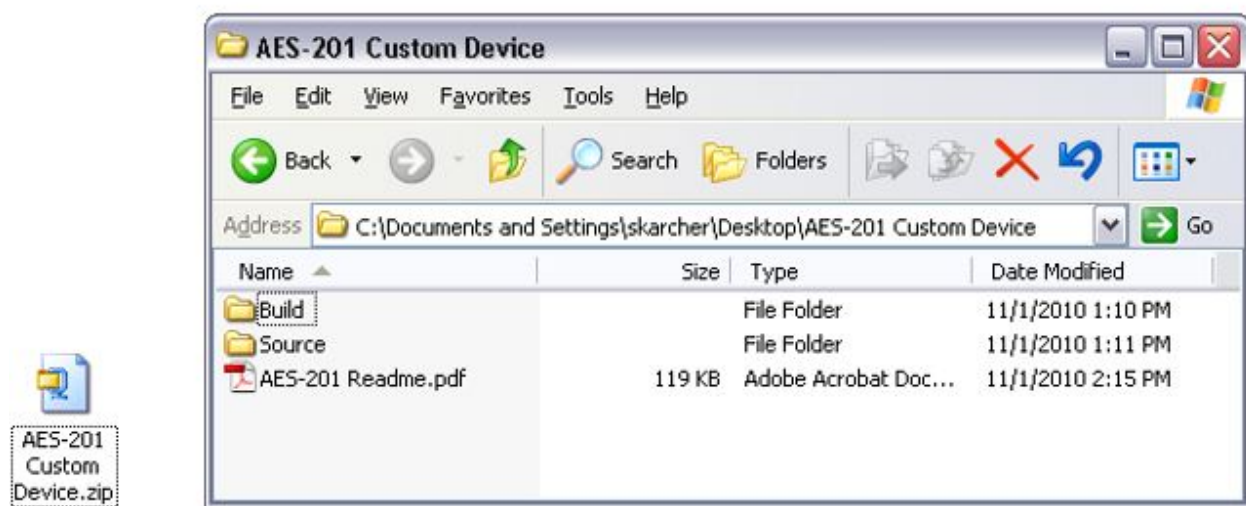 AES-201 Custom Device
File Edit View Favorites Tools Help
Back Search Folders
Address C:\Documents and Settings\skarcher\Desktop\AES-201 Custom Device Go
Name Size Type Date Modified
Build File Folder 11/1/2010 1:10 PM
Source File Folder 11/1/2010 1:11 PM
AES-201 Readme.pdf 119 KB Adobe Acrobat Doc... 11/1/2010 2:15 PM
AES-201
Custom
Device.zip